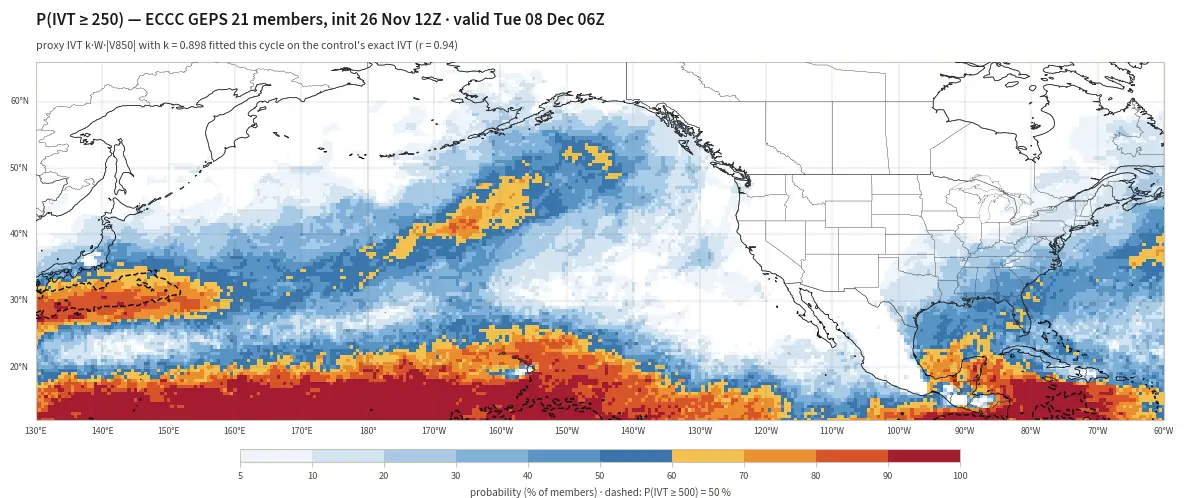 P(IVT ≥ 250) — ECCC GEPS 21 members, init 26 Nov 12Z · valid Tue 08 Dec 06Z
proxy IVT k·W·|V850| with k = 0.898 fitted this cycle on the control's exact IVT (r = 0.94)
60°N
50°N
40°N
30°N
20°N
130°E 140°E 150°E 160°E 170°E 180° 170°W 160°W 150°W 140°W 130°W 120°W 110°W 100°W 90°W 80°W 70°W 60°W
5 10 20 30 40 50 60 70 80 90 100
probability (% of members) · dashed: P(IVT ≥ 500) = 50 %